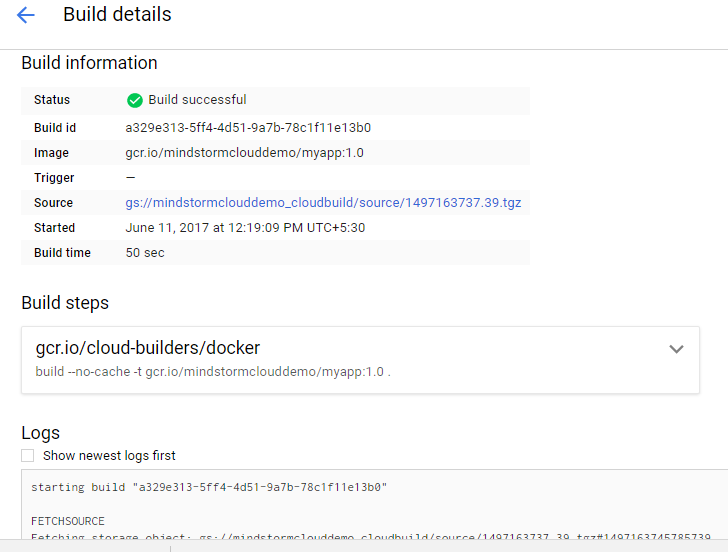 Build details
Build information
Status Build successful
Build id a329e313-5ff4-4d51-9a7b-78c1f11e13b0
Image gcr.io/mindstormclouddemo/myapp:1.0
Trigger —
Source gs://mindstormclouddemo_cloudbuild/source/1497163737.39.tgz
Started June 11, 2017 at 12:19:09 PM UTC+5:30
Build time 50 sec
Build steps
gcr.io/cloud-builders/docker
build --no-cache -t gcr.io/mindstormclouddemo/myapp:1.0 .
Logs
Show newest logs first
starting build "a329e313-5ff4-4d51-9a7b-78c1f11e13b0"
FETCHSOURCE
Fetching storage object: gs://mindstormclouddemo_cloudbuild/source/1497163737.39.tgz#1497163745785739